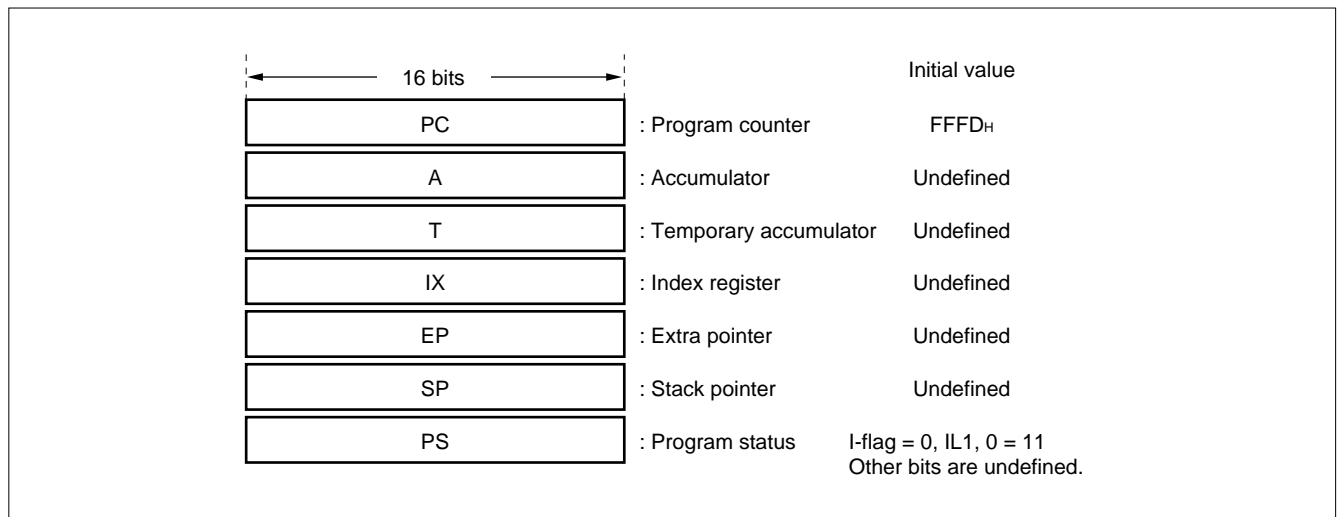 16 bits Initial value
PC : Program counter FFFDH
A : Accumulator Undefined
T : Temporary accumulator Undefined
IX : Index register Undefined
EP : Extra pointer Undefined
SP : Stack pointer Undefined
PS : Program status I-flag = 0, IL1, 0 = 11
Other bits are undefined.